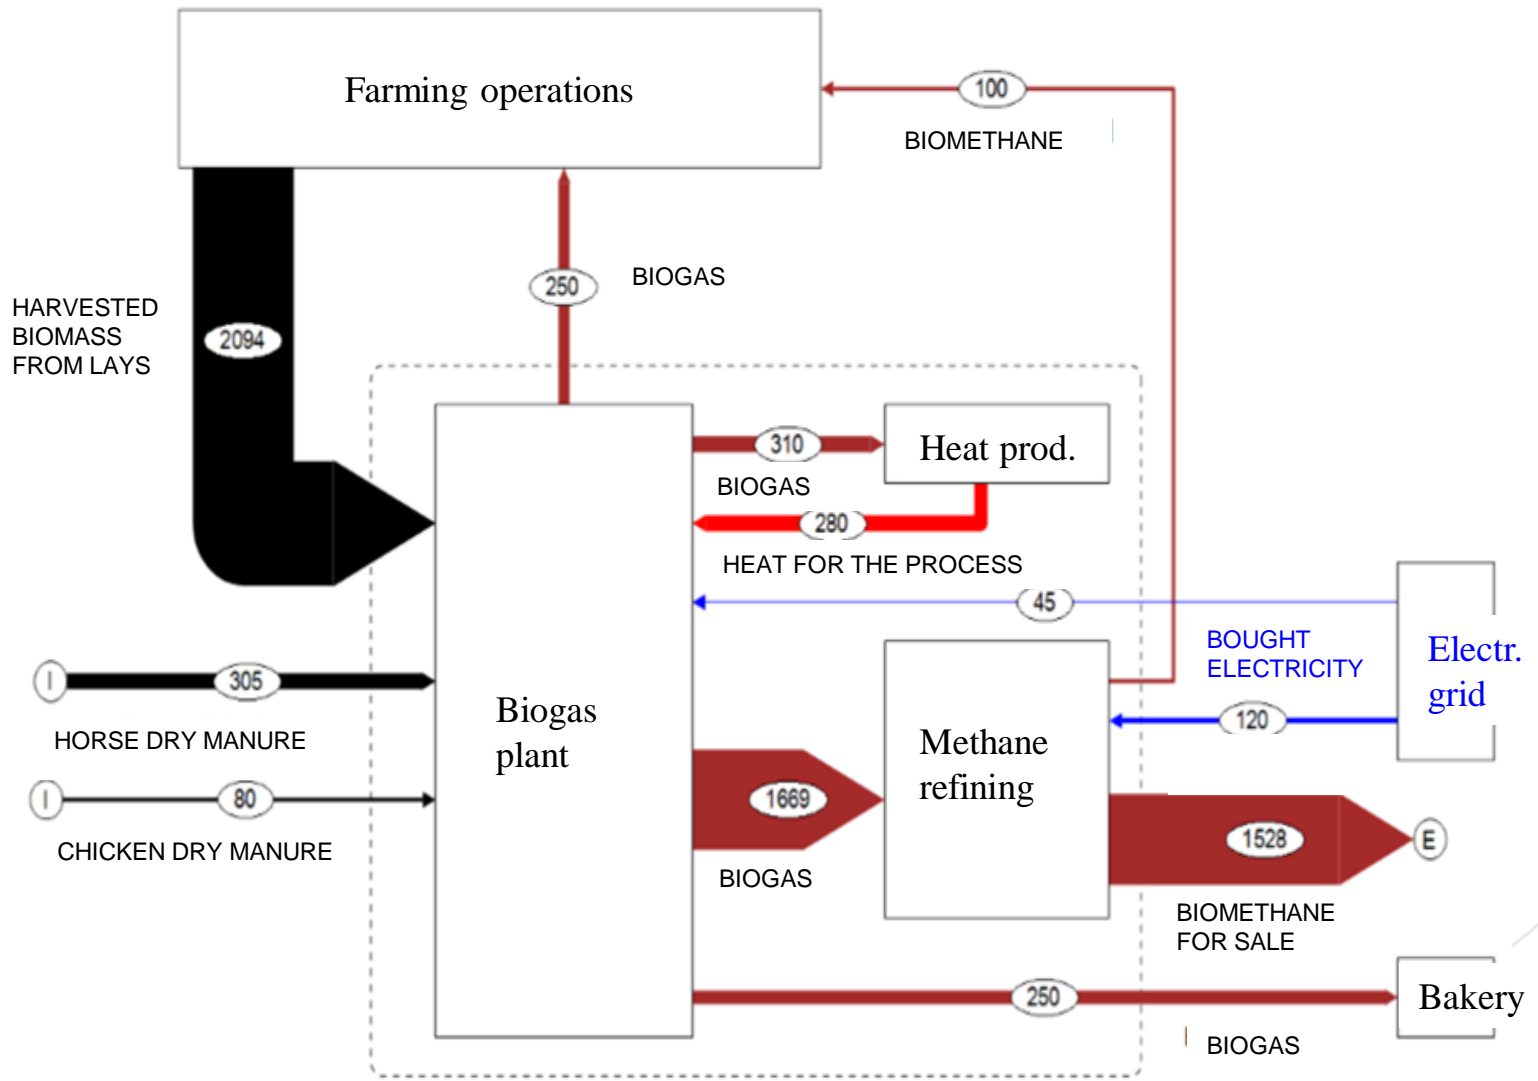 Farming operations
100
BIOMETHANE
250
BIOGAS
HARVESTED
BIOMASS
FROM LAYS
2094
310
BIOGAS
Heat prod.
280
HEAT FOR THE PROCESS
45
BOUGHT
ELECTRICITY
Electr.
grid
I
305
HORSE DRY MANURE
Biogas
plant
120
Methane
refining
I
80
CHICKEN DRY MANURE
1669
BIOGAS
1528
E
BIOMETHANE
FOR SALE
250
BIOGAS
Bakery